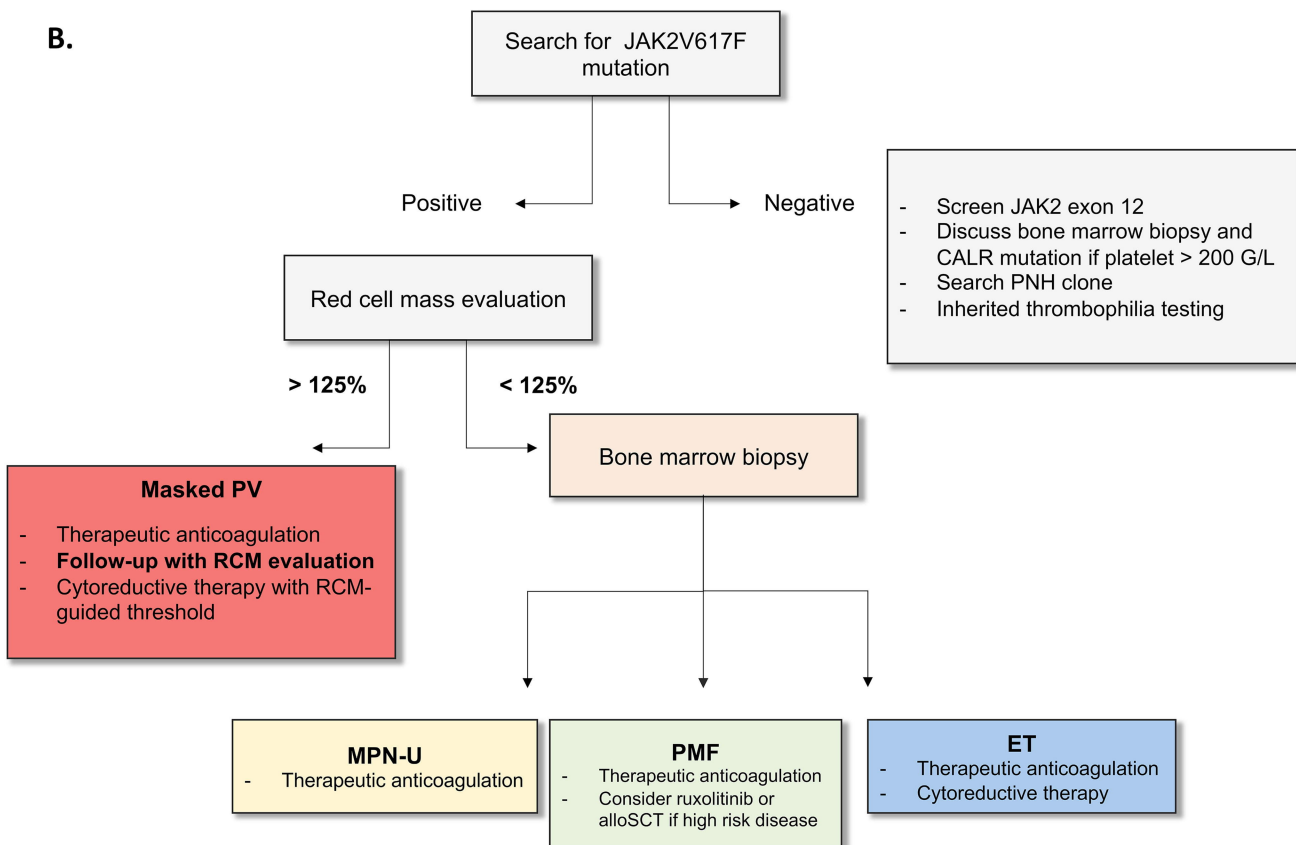 B.
Search for JAK2V617F
mutation
Positive
Negative
- Screen JAK2 exon 12
- Discuss bone marrow biopsy and
CALR mutation if platelet > 200 G/L
- Search PNH clone
- Inherited thrombophilia testing
Red cell mass evaluation
> 125%
< 125%
Bone marrow biopsy
Masked PV
- Therapeutic anticoagulation
- Follow-up with RCM evaluation
- Cytoreductive therapy with RCM-
guided threshold
MPN-U
- Therapeutic anticoagulation
PMF
- Therapeutic anticoagulation
- Consider ruxolitinib or
alloSCT if high risk disease
ET
- Therapeutic anticoagulation
- Cytoreductive therapy